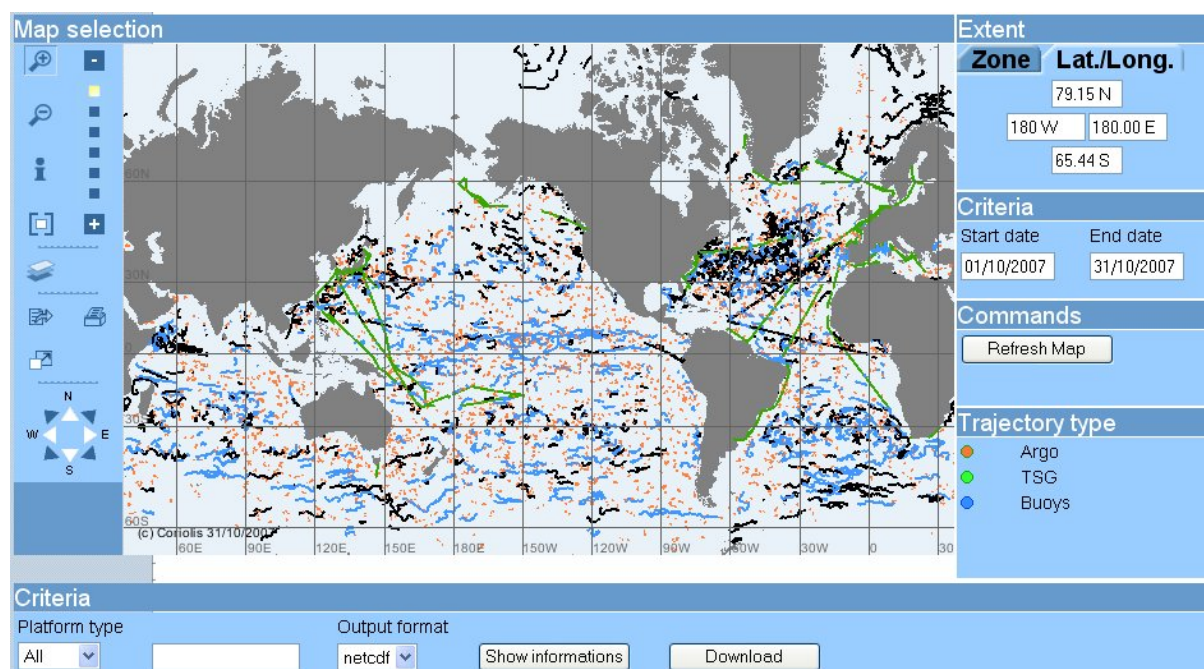 Map selection
Extent
Zone Lat./Long.
79.15 N
180 W 180.00 E
65.44 S
Criteria
Start date End date
01/10/2007 31/10/2007
Commands
Refresh Map
Trajectory type
Argo
TSG
Buoys
-
+
N
W E
S
60N
30N
0
30S
60S
(c) Coriolis 31/10/2007
60E 90E 120E 150E 180E 150W 120W 90W 60W 30W 0 30
Criteria
Platform type Output format
All netcdf Show informations Download